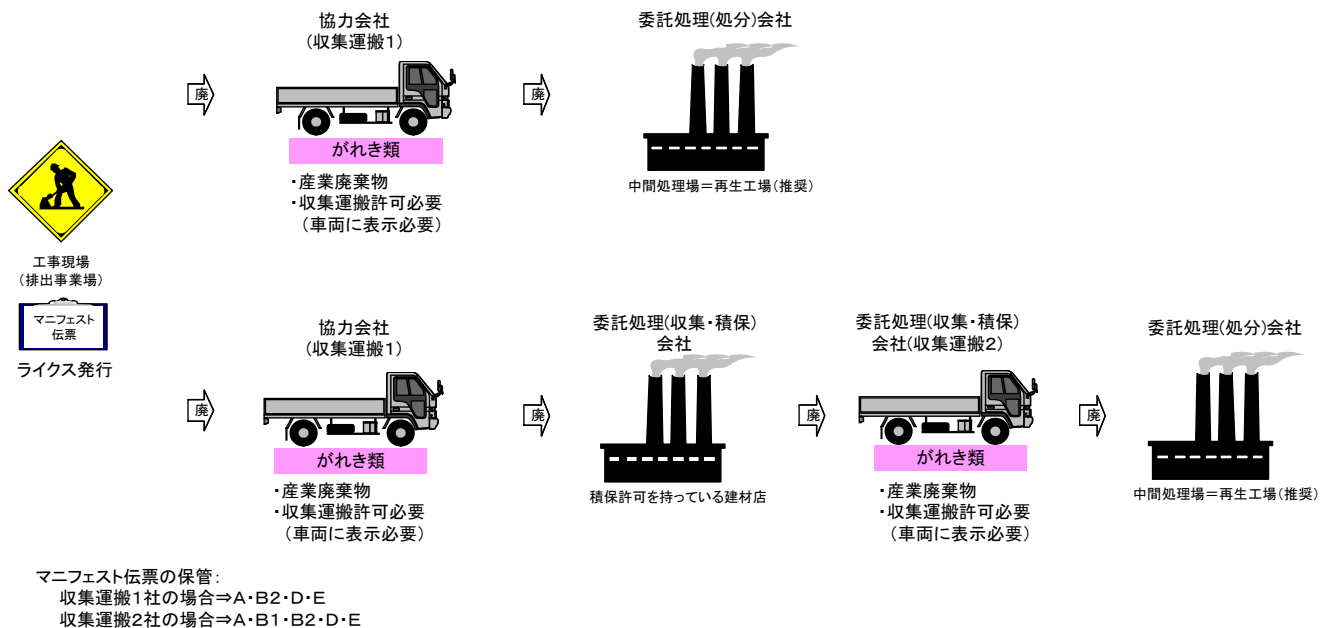 協力会社
(収集運搬1)
委託処理(処分)会社
廃
廃
がれき類
・産業廃棄物
・収集運搬許可必要
(車両に表示必要)
中間処理場=再生工場(推奨)
工事現場
(排出事業場)
マニフェスト
伝票
ライクス発行
協力会社
(収集運搬1)
委託処理(収集・積保)
会社
委託処理(収集・積保)
会社(収集運搬2)
委託処理(処分)会社
廃
廃
廃
廃
がれき類
・産業廃棄物
・収集運搬許可必要
(車両に表示必要)
積保許可を持っている建材店
がれき類
・産業廃棄物
・収集運搬許可必要
(車両に表示必要)
中間処理場=再生工場(推奨)
マニフェスト伝票の保管:
収集運搬1社の場合⇒A・B2・D・E
収集運搬2社の場合⇒A・B1・B2・D・E